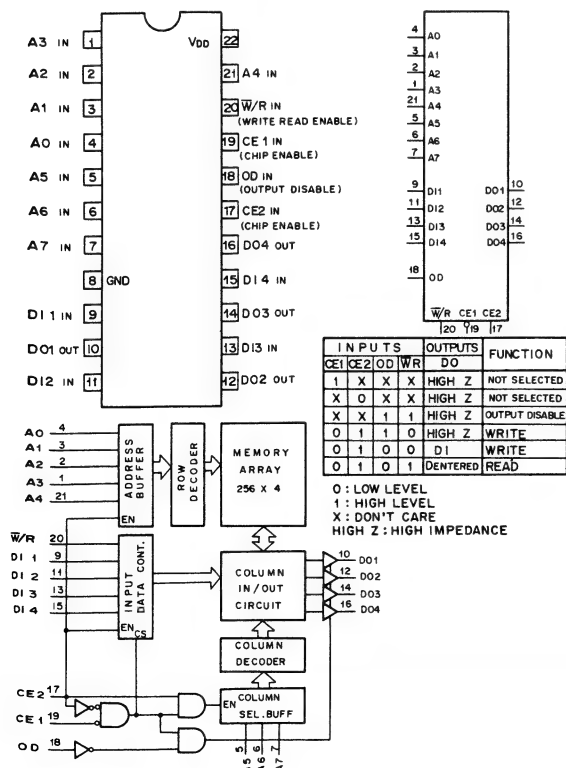 A3 IN 1
VDD 22
A2 IN 2
21 A4 IN
A1 IN 3
20 W̅/R IN
(WRITE READ ENABLE)
A0 IN 4
19 CE 1 IN
(CHIP ENABLE)
A5 IN 5
18 OD IN
(OUTPUT DISABLE)
A6 IN 6
17 CE2 IN
(CHIP ENABLE)
A7 IN 7
16 DO4 OUT
8 GND
15 DI4 IN
DI1 IN 9
14 DO3 OUT
DO1 OUT 10
13 DI3 IN
DI2 IN 11
12 DO2 OUT
4 A0
3 A1
2 A2
1 A3
21 A4
5 A5
6 A6
7 A7
9 DI1 DO1 10
11 DI2 DO2 12
13 DI3 DO3 14
15 DI4 DO4 16
18 OD
W̅/R CE1 CE2
20 19 17
INPUTS OUTPUTS FUNCTION
CE1 CE2 OD W̅R DO
1 X X X HIGH Z NOT SELECTED
X 0 X X HIGH Z NOT SELECTED
X X 1 1 HIGH Z OUTPUT DISABLE
0 1 1 0 HIGH Z WRITE
0 1 0 0 DI WRITE
0 1 0 1 DENTERED READ
0 : LOW LEVEL
1 : HIGH LEVEL
X : DON'T CARE
HIGH Z : HIGH IMPEDANCE
A0 4
A1 3
A2 2
A3 1
A4 21
ADDRESS
BUFFER
EN
ROW
DECODER
MEMORY
ARRAY
256 X 4
W̅/R 20
DI 1 9
DI 2 11
DI 3 13
DI 4 15
INPUT
DATA CONT.
EN CS
COLUMN
IN/OUT
CIRCUIT
10 DO1
12 DO2
14 DO3
16 DO4
COLUMN
DECODER
CE2 17
EN COLUMN
SEL. BUFF
CE1 19
OD 18
5 6 7
A5 A6 A7